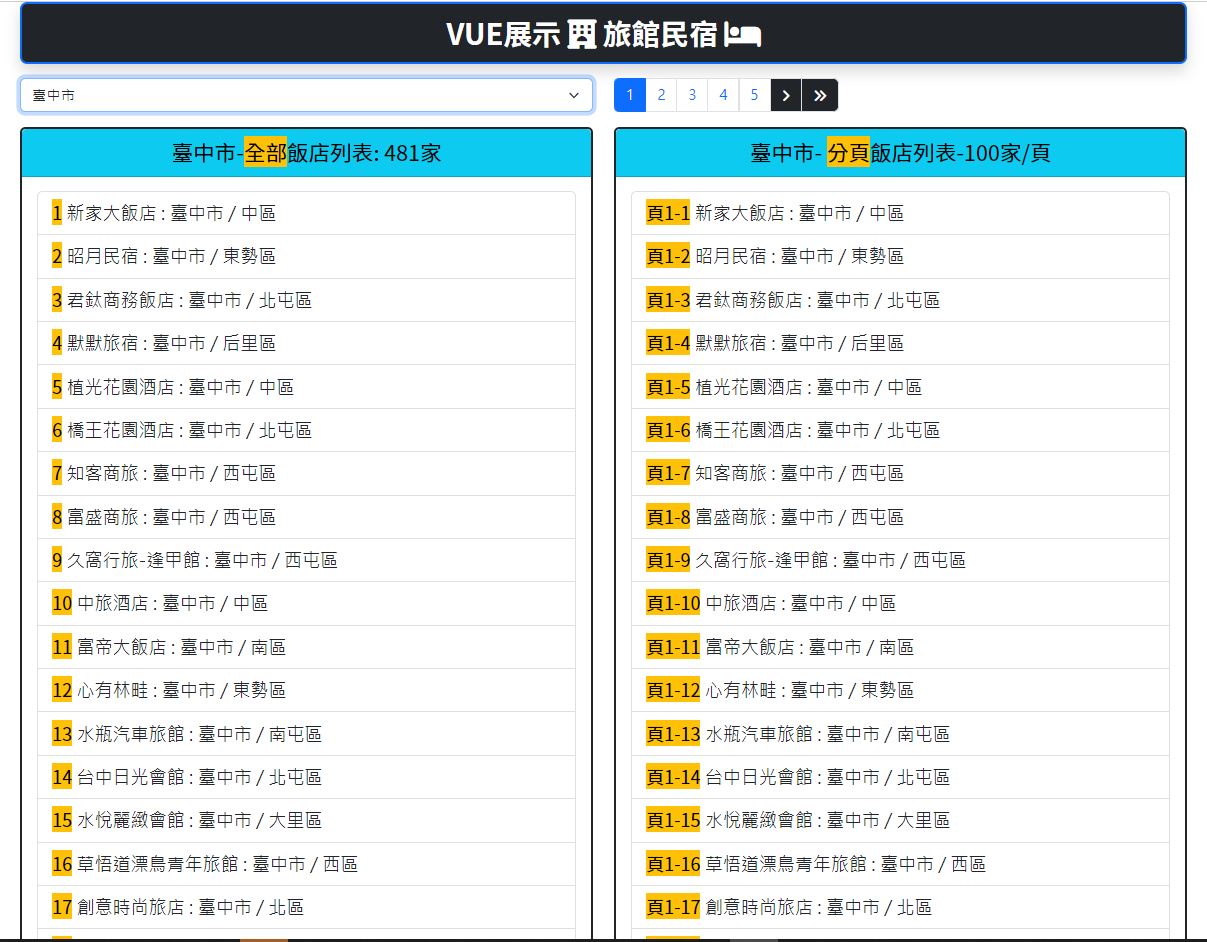 VUE展示 旅館民宿
臺中市
1 2 3 4 5 › »
臺中市-全部飯店列表: 481家
1 新家大飯店 : 臺中市 / 中區
2 昭月民宿 : 臺中市 / 東勢區
3 君鈦商務飯店 : 臺中市 / 北屯區
4 默默旅宿 : 臺中市 / 后里區
5 植光花園酒店 : 臺中市 / 中區
6 橋王花園酒店 : 臺中市 / 北屯區
7 知客商旅 : 臺中市 / 西屯區
8 富盛商旅 : 臺中市 / 西屯區
9 久窩行旅-逢甲館 : 臺中市 / 西屯區
10 中旅酒店 : 臺中市 / 中區
11 富帝大飯店 : 臺中市 / 南區
12 心有林畦 : 臺中市 / 東勢區
13 水瓶汽車旅館 : 臺中市 / 南屯區
14 台中日光會館 : 臺中市 / 北屯區
15 水悅麗緻會館 : 臺中市 / 大里區
16 草悟道漂鳥青年旅館 : 臺中市 / 西區
17 創意時尚旅店 : 臺中市 / 北區
臺中市- 分頁飯店列表-100家/頁
頁1-1 新家大飯店 : 臺中市 / 中區
頁1-2 昭月民宿 : 臺中市 / 東勢區
頁1-3 君鈦商務飯店 : 臺中市 / 北屯區
頁1-4 默默旅宿 : 臺中市 / 后里區
頁1-5 植光花園酒店 : 臺中市 / 中區
頁1-6 橋王花園酒店 : 臺中市 / 北屯區
頁1-7 知客商旅 : 臺中市 / 西屯區
頁1-8 富盛商旅 : 臺中市 / 西屯區
頁1-9 久窩行旅-逢甲館 : 臺中市 / 西屯區
頁1-10 中旅酒店 : 臺中市 / 中區
頁1-11 富帝大飯店 : 臺中市 / 南區
頁1-12 心有林畦 : 臺中市 / 東勢區
頁1-13 水瓶汽車旅館 : 臺中市 / 南屯區
頁1-14 台中日光會館 : 臺中市 / 北屯區
頁1-15 水悅麗緻會館 : 臺中市 / 大里區
頁1-16 草悟道漂鳥青年旅館 : 臺中市 / 西區
頁1-17 創意時尚旅店 : 臺中市 / 北區